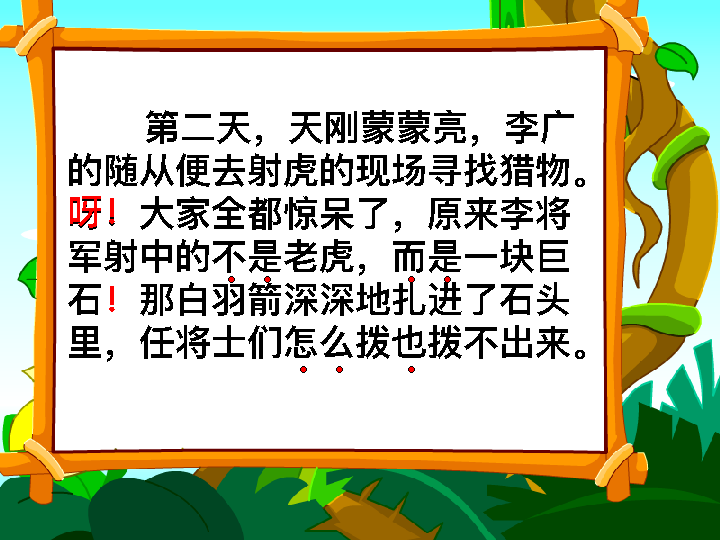 第二天，天刚蒙蒙亮，李广
的随从便去射虎的现场寻找猎物。
呀！大家全都惊呆了，原来李将
军射中的不是老虎，而是一块巨
石！那白羽箭深深地扎进了石头
里，任将士们怎么拨也拨不出来。